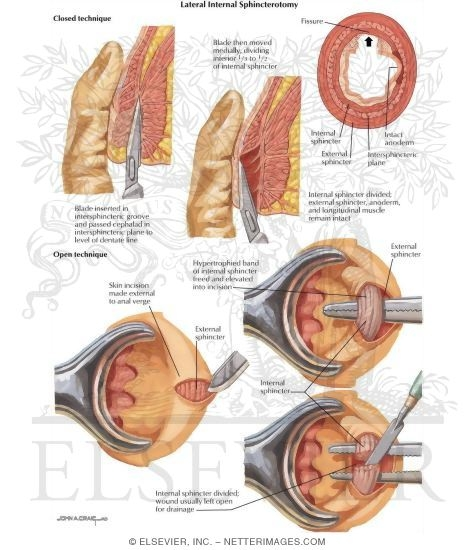 Lateral Internal Sphincterotomy
Closed technique
Fissure
Blade then moved
medially, dividing
inferior 1/3 to 1/2
of internal sphincter
Internal
sphincter
External
sphincter
Intersphincteric
plane
Intact
anoderm
Blade inserted in
intersphincteric groove
and passed cephalad in
intersphincteric plane to
level of dentate line
Internal sphincter divided;
external sphincter, anoderm,
and longitudinal muscle
remain intact
Open technique
Hypertrophied band
of internal sphincter
freed and elevated
into incision
External
sphincter
Skin incision
made external
to anal verge
External
sphincter
Internal
sphincter
Internal sphincter divided;
wound usually left open
for drainage
JOHN A. CRAIG AD
ELSEVIER
© ELSEVIER, INC. – NETTERIMAGES.COM